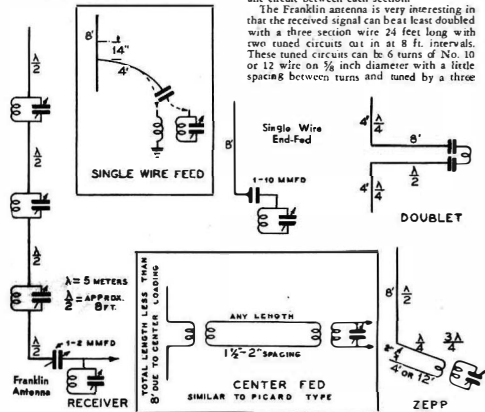 The Franklin antenna is very interesting in
that the received signal can be at least doubled
with a three section wire 24 feet long with
two tuned circuits cut in at 8 ft. intervals.
These tuned circuits can be 6 turns of No. 10
or 12 wire on ⅝ inch diameter with a little
spacing between turns and tuned by a three
λ/2
λ/2
λ/2
λ/2
λ = 5 METERS
λ/2 = APPROX. 8 FT.
1-2 MMFD
Franklin
Antenna
RECEIVER
8'
14"
4'
SINGLE WIRE FEED
Single Wire
End-Fed
8'
1-10 MMFD
4' λ/4
8'
λ/2
4' λ/4
DOUBLET
TOTAL LENGTH LESS THAN
8' DUE TO CENTER LOADING
ANY LENGTH
1½"-2" SPACING
CENTER FED
SIMILAR TO PICARD TYPE
8' λ/2
λ/4 3λ/4
4' OR 12'
ZEPP